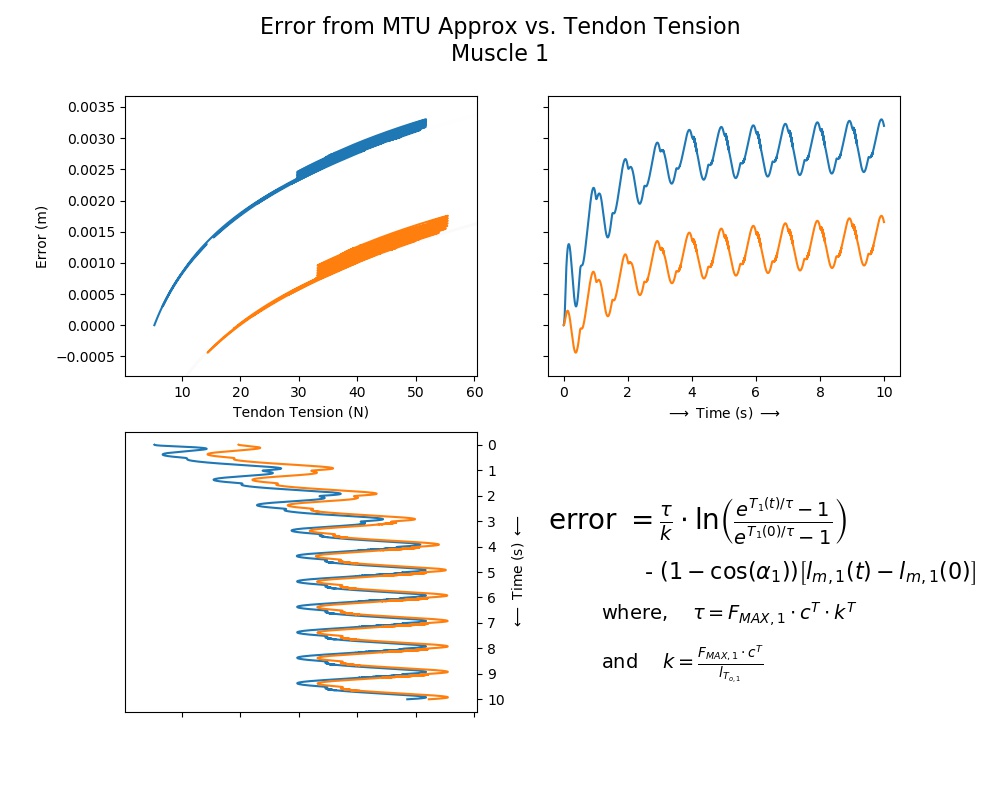 Error from MTU Approx vs. Tendon Tension
Muscle 1
0.0035
0.0030
0.0025
0.0020
0.0015
0.0010
0.0005
0.0000
−0.0005
Error (m)
10 20 30 40 50 60
Tendon Tension (N)
0 2 4 6 8 10
⟶ Time (s) ⟶
0
1
2
3
4
5
6
7
8
9
10
⟵ Time (s) ⟵
error = \frac{τ}{k} · ln(\frac{e^{T_1(t)/τ} − 1}{e^{T_1(0)/τ} − 1})
- (1 − cos(α_1))[l_{m,1}(t) − l_{m,1}(0)]
where, τ = F_{MAX,1} · c^T · k^T
and k = \frac{F_{MAX,1} · c^T}{l_{T_{o,1}}}